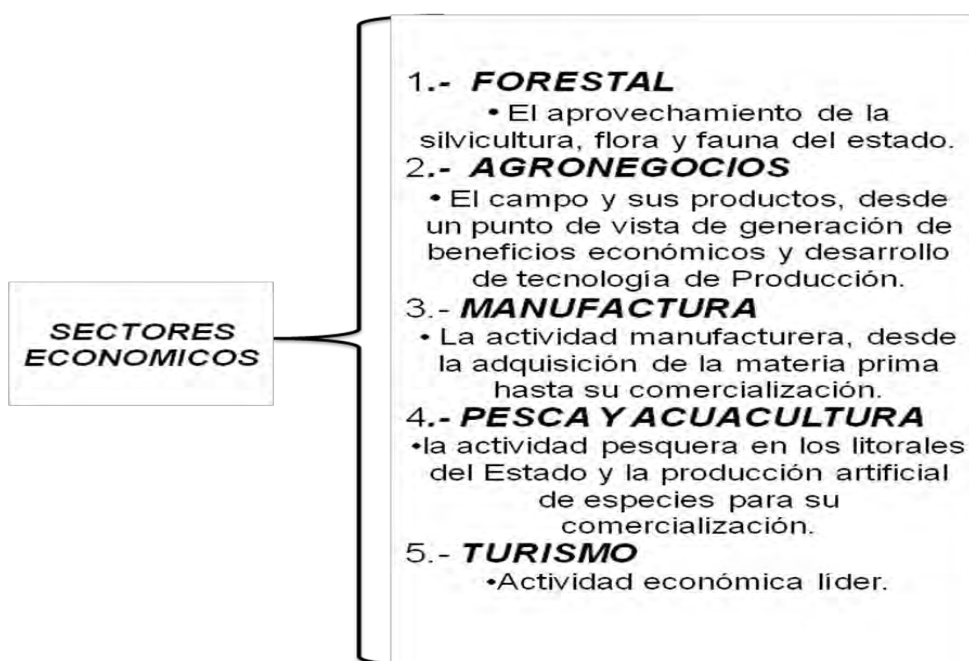 SECTORES
ECONOMICOS
1.- FORESTAL
• El aprovechamiento de la
silvicultura, flora y fauna del estado.
2.- AGRONEGOCIOS
• El campo y sus productos, desde
un punto de vista de generación de
beneficios económicos y desarrollo
de tecnología de Producción.
3.- MANUFACTURA
• La actividad manufacturera, desde
la adquisición de la materia prima
hasta su comercialización.
4.- PESCA Y ACUACULTURA
•la actividad pesquera en los litorales
del Estado y la producción artificial
de especies para su
comercialización.
5.- TURISMO
•Actividad económica líder.